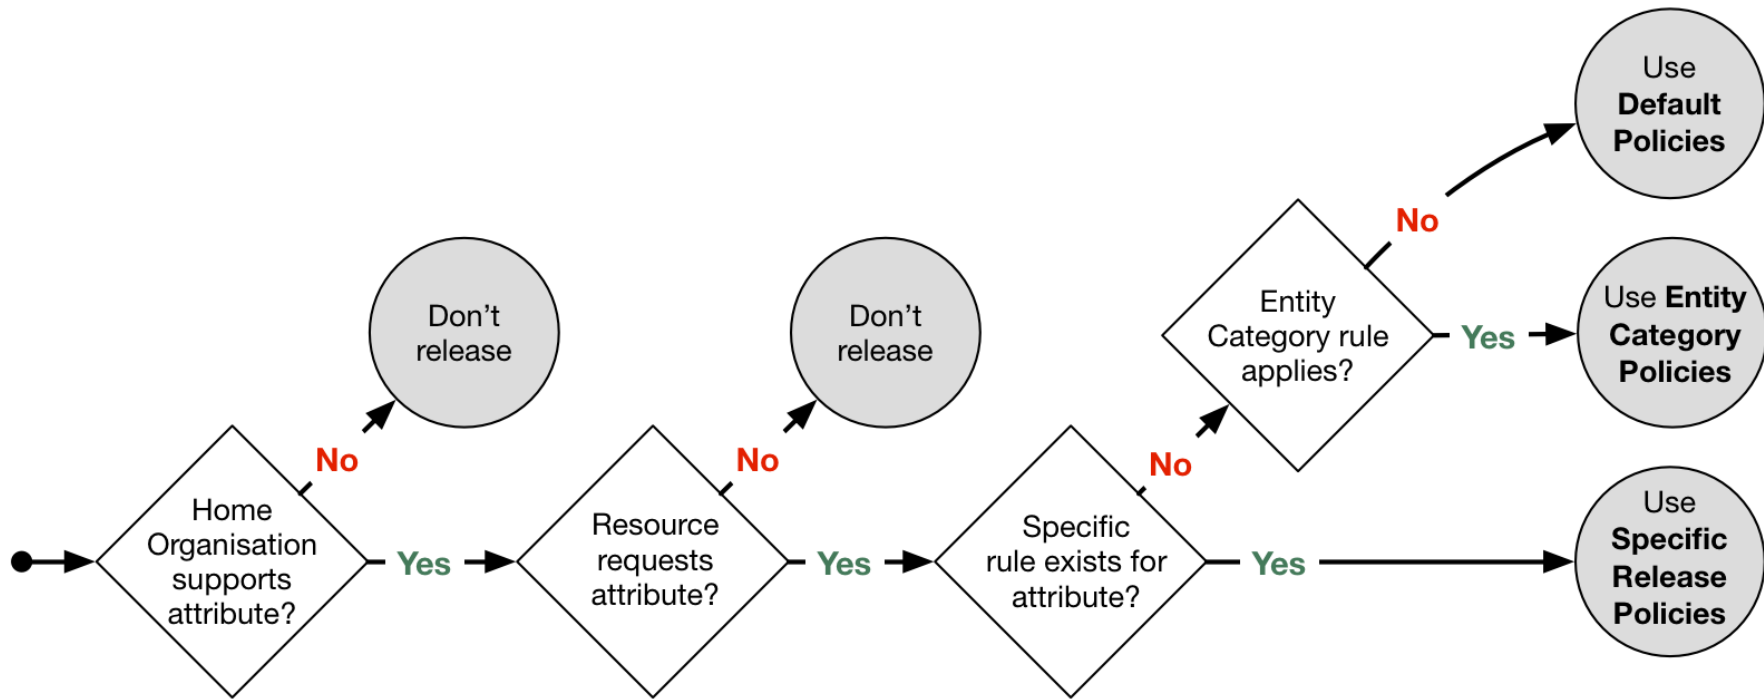 Home
Organisation
supports
attribute?
No
Don't
release
Yes
Resource
requests
attribute?
No
Don't
release
Yes
Specific
rule exists for
attribute?
No
Entity
Category rule
applies?
No
Use
Default
Policies
Yes
Use Entity
Category
Policies
Yes
Use
Specific
Release
Policies